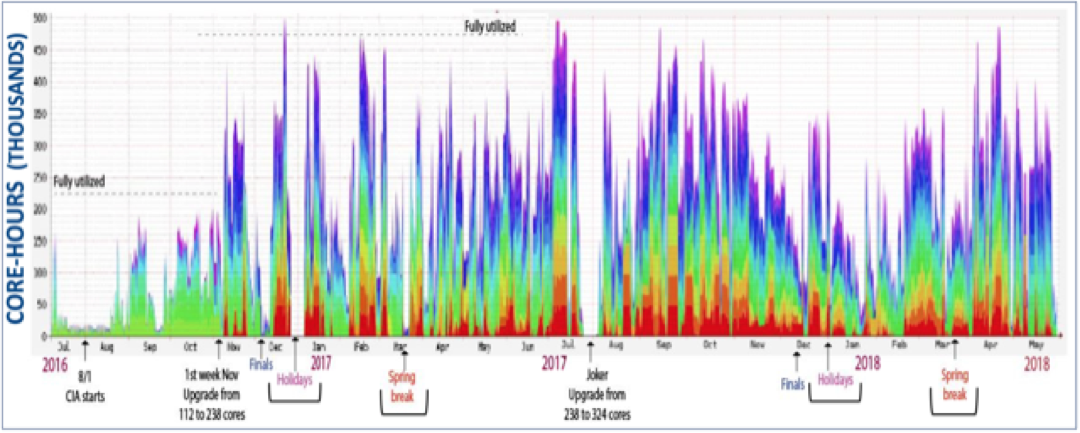 CORE-HOURS (THOUSANDS)
500
450
400
350
300
250
200
150
100
50
0
Fully utilized
Fully utilized
Jul Aug Sep Oct Nov Dec Jan Feb Mar Apr May Jun Jul Aug Sep Oct Nov Dec Jan Feb Mar Apr May
2016 Finals 2017 2017 2018 2018
8/1
CIA starts
1st week Nov
Upgrade from
112 to 238 cores
Holidays
Spring
break
Joker
Upgrade from
238 to 324 cores
Finals
Holidays
Spring
break